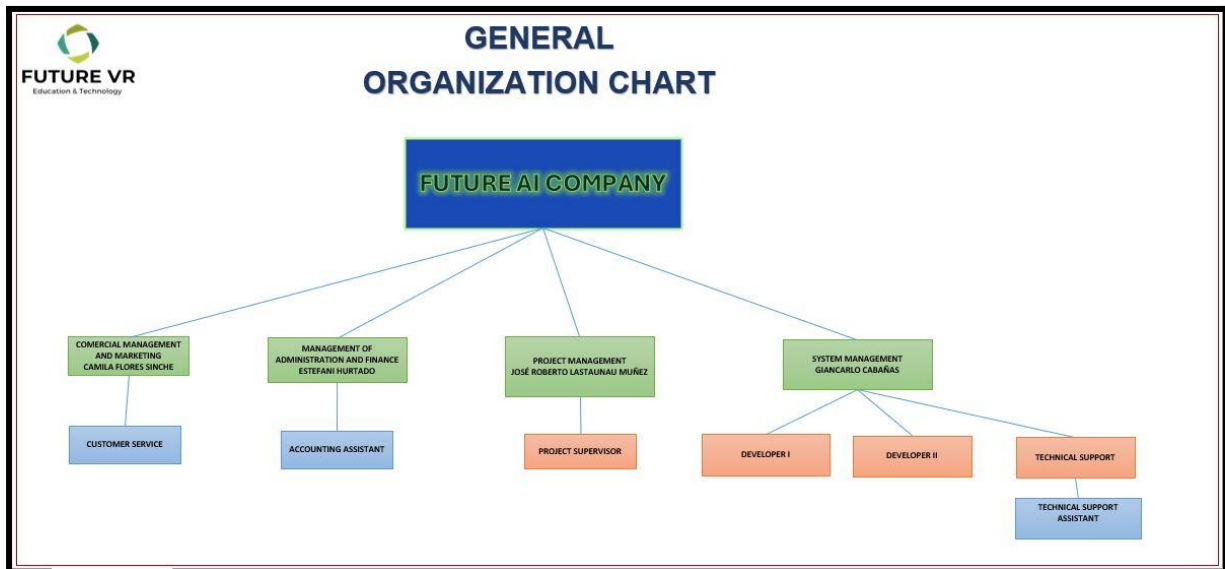 FUTURE VR
Education & Technology
GENERAL
ORGANIZATION CHART
FUTURE AI COMPANY
COMERCIAL MANAGEMENT
AND MARKETING
CAMILA FLORES SINCHE
MANAGEMENT OF
ADMINISTRATION AND FINANCE
ESTEFANI HURTADO
PROJECT MANAGEMENT
JOSÉ ROBERTO LASTAUNAU MUÑEZ
SYSTEM MANAGEMENT
GIANCARLO CABAÑAS
CUSTOMER SERVICE
ACCOUNTING ASSISTANT
PROJECT SUPERVISOR
DEVELOPER I
DEVELOPER II
TECHNICAL SUPPORT
TECHNICAL SUPPORT
ASSISTANT